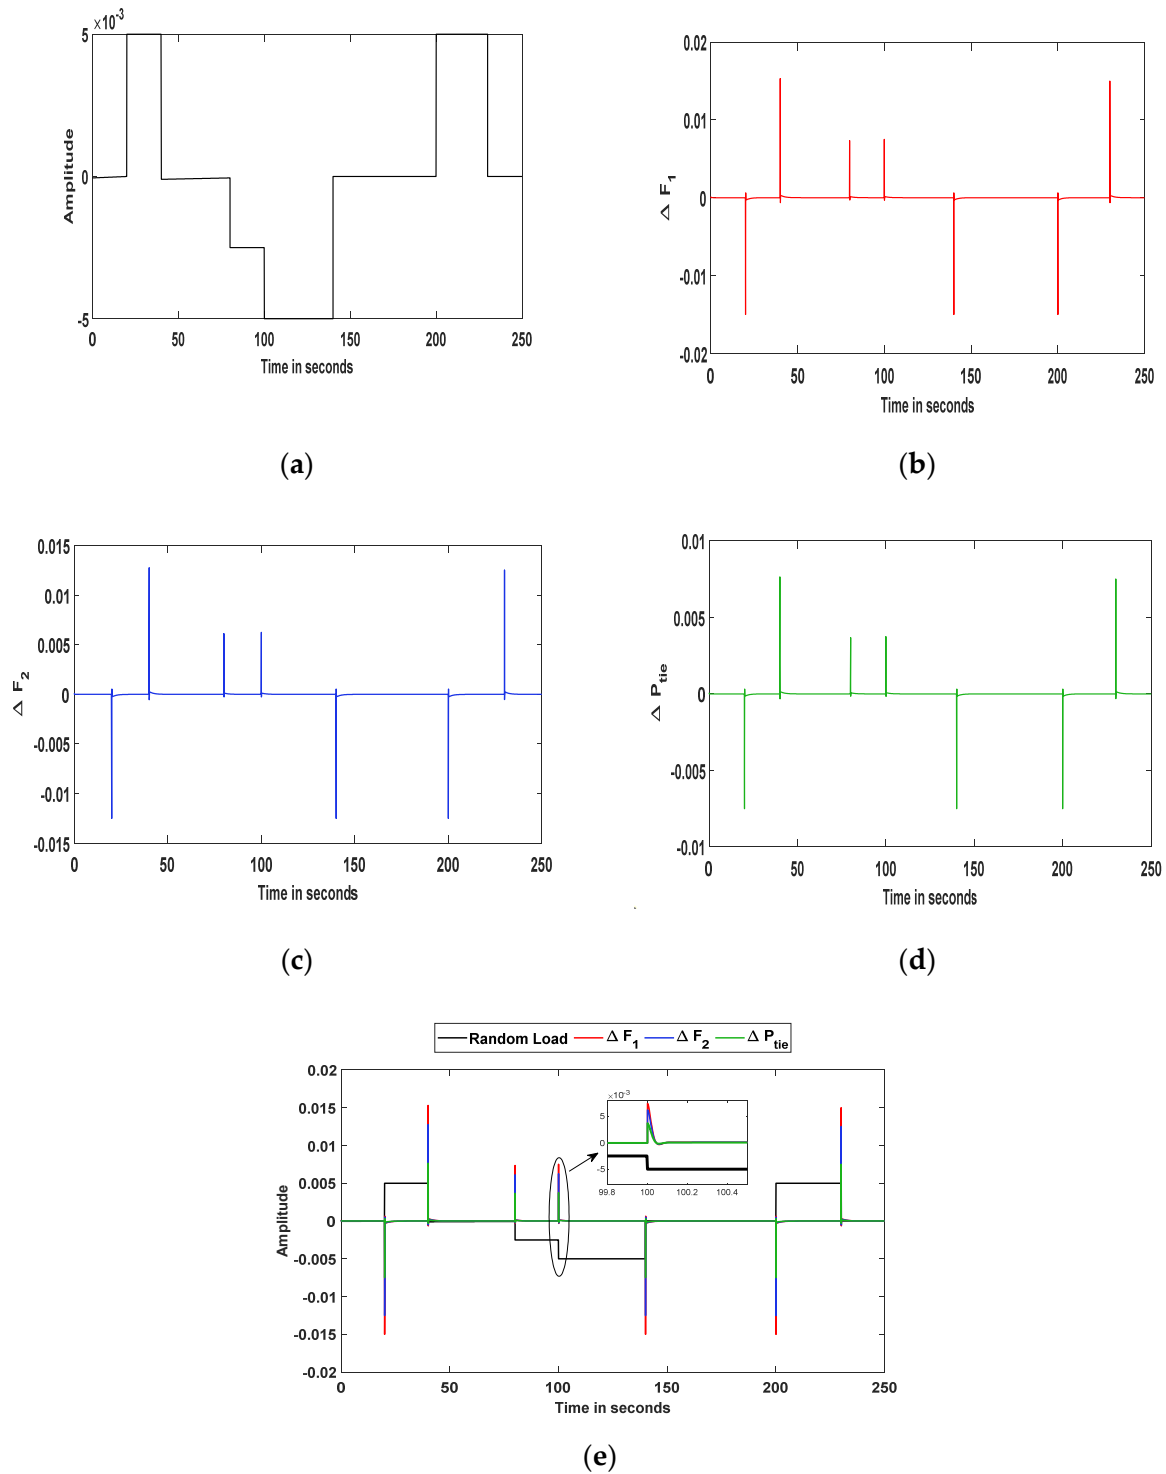 ×10⁻³
5
0
-5
Amplitude
0 50 100 150 200 250
Time in seconds
(a)
0.02
0.01
0
-0.01
-0.02
Δ F₁
0 50 100 150 200 250
Time in seconds
(b)
0.015
0.01
0.005
0
-0.005
-0.01
-0.015
Δ F₂
0 50 100 150 200 250
Time in seconds
(c)
0.01
0.005
0
-0.005
-0.01
Δ P_tie
0 50 100 150 200 250
Time in seconds
(d)
Random Load Δ F₁ Δ F₂ Δ P_tie
0.02
0.015
0.01
0.005
0
-0.005
-0.01
-0.015
-0.02
Amplitude
×10⁻³
5
0
-5
99.8 100 100.2 100.4
0 50 100 150 200 250
Time in seconds
(e)